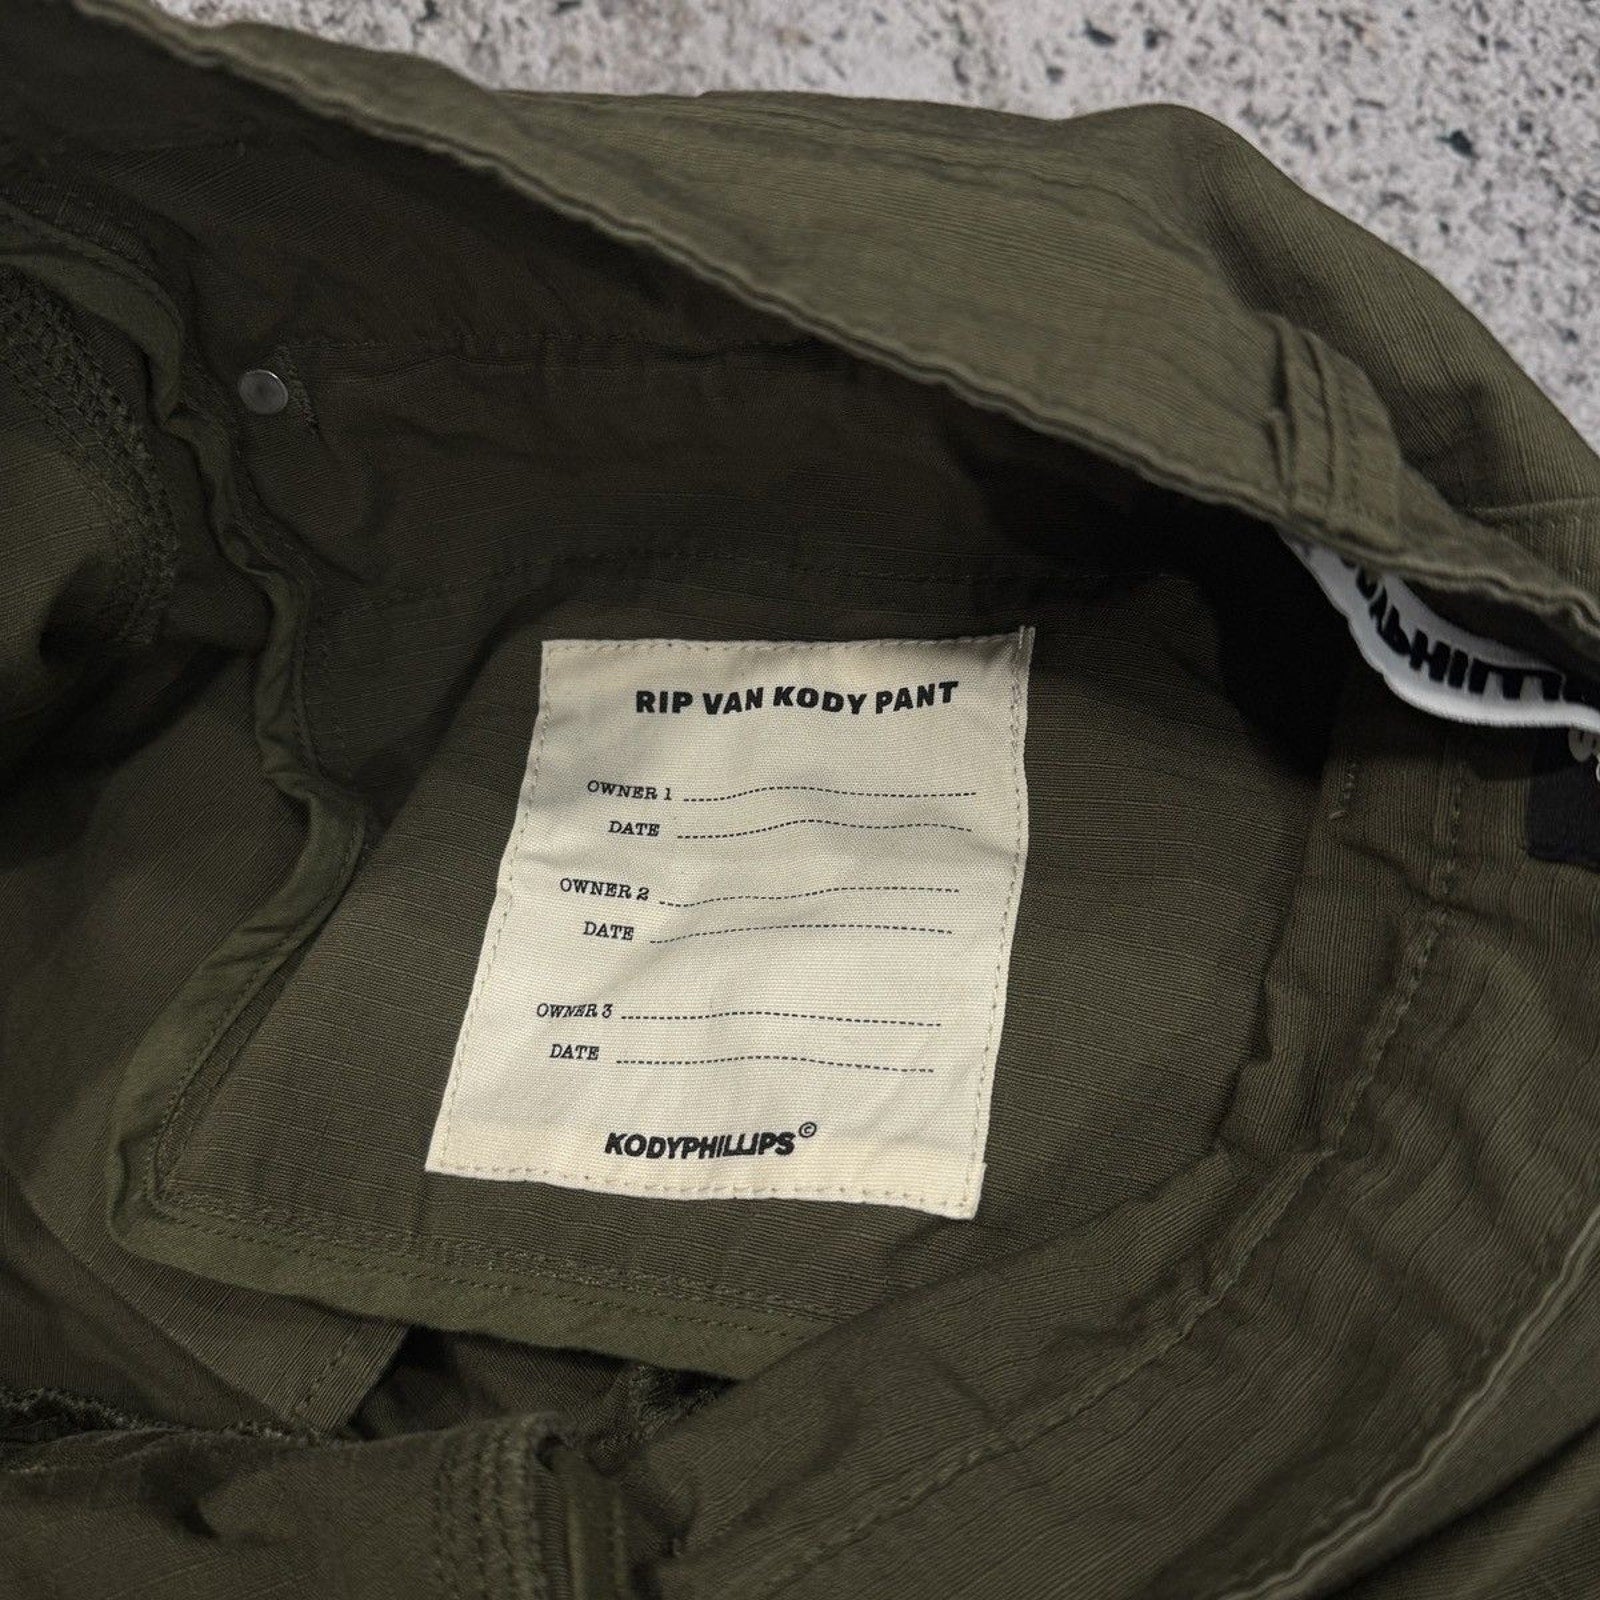 RIP VAN KODY PANT
OWNER 1
DATE
OWNER 2
DATE
OWNER 3
DATE
KODYPHILLIPS©